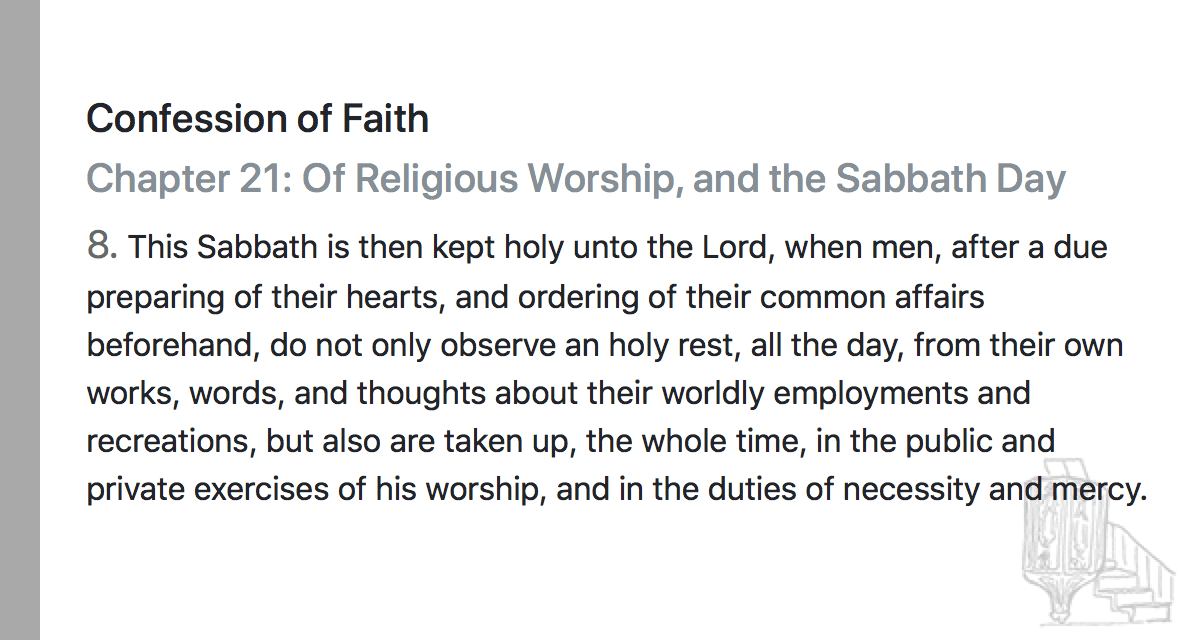 Confession of Faith
Chapter 21: Of Religious Worship, and the Sabbath Day
8. This Sabbath is then kept holy unto the Lord, when men, after a due
preparing of their hearts, and ordering of their common affairs
beforehand, do not only observe an holy rest, all the day, from their own
works, words, and thoughts about their worldly employments and
recreations, but also are taken up, the whole time, in the public and
private exercises of his worship, and in the duties of necessity and mercy.